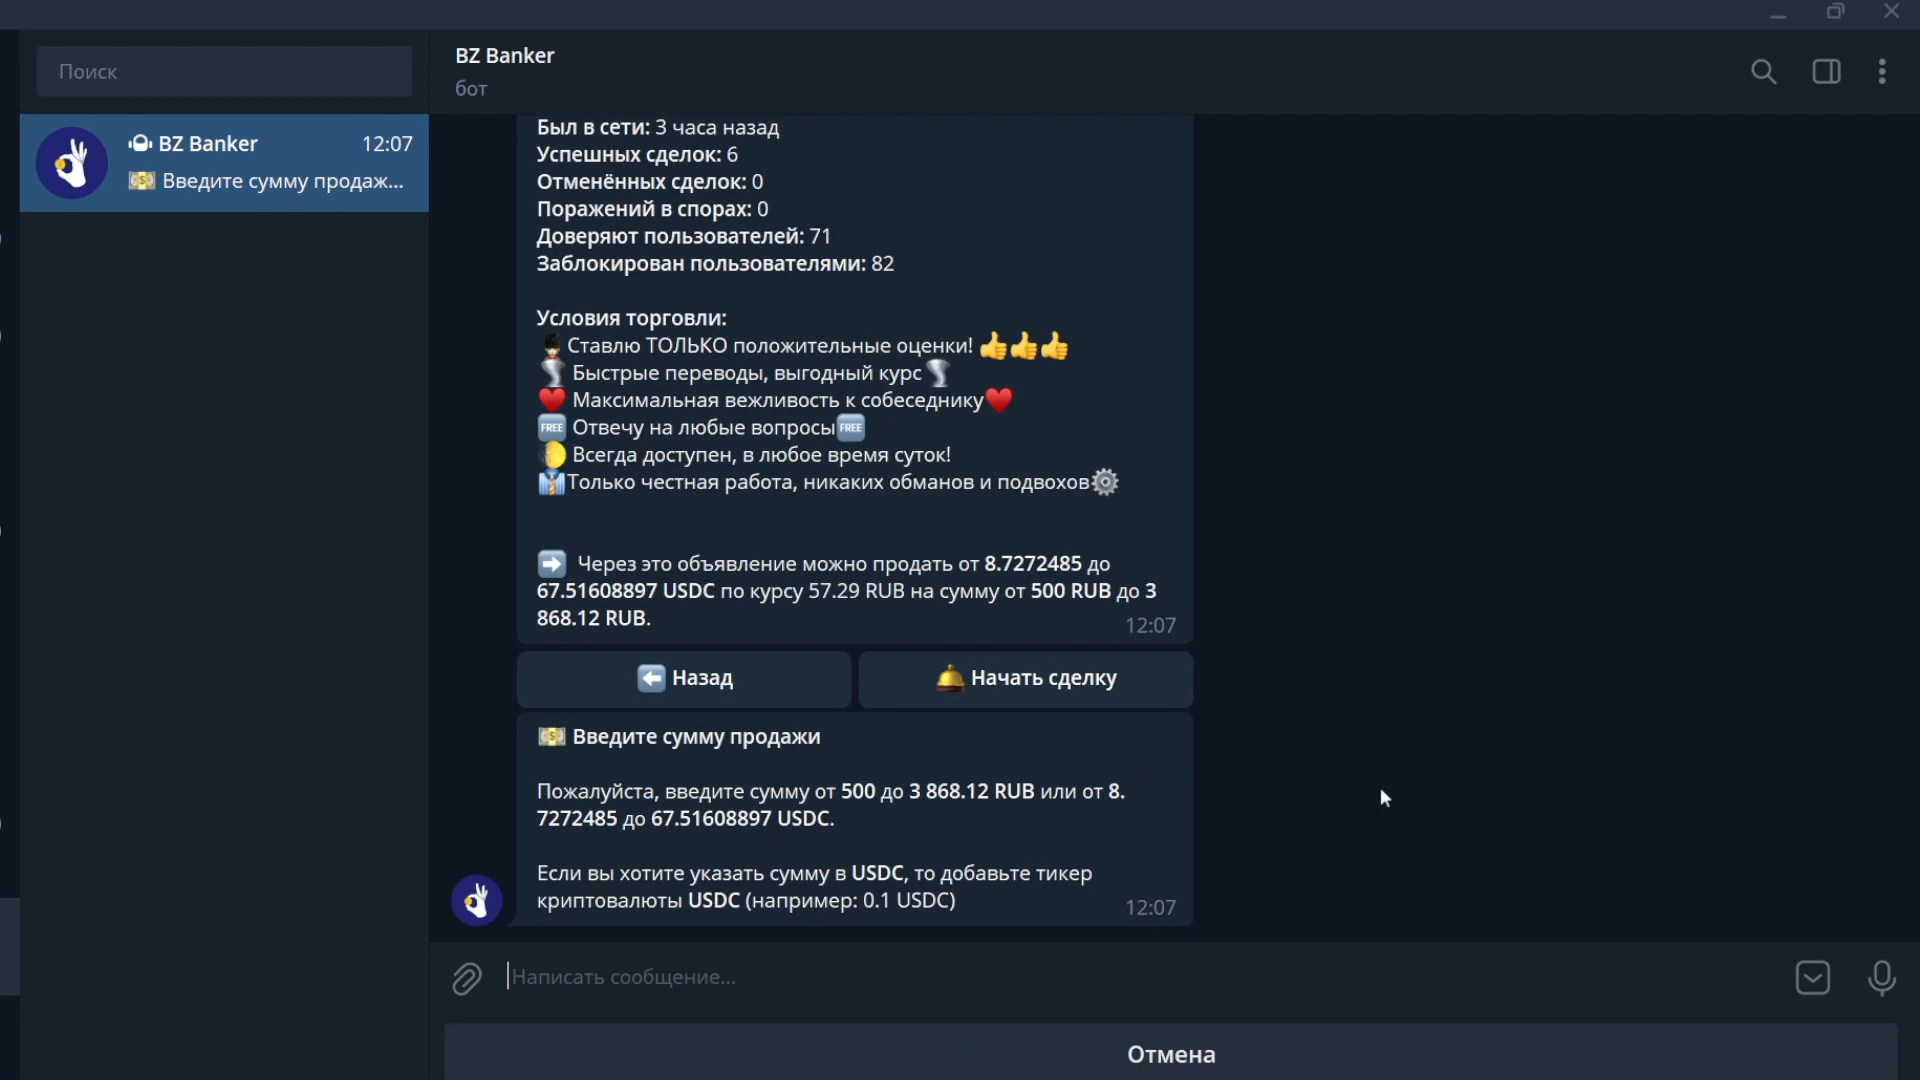 Поиск
BZ Banker
12:07
Введите сумму продаж...
BZ Banker
бот
Был в сети: 3 часа назад
Успешных сделок: 6
Отменённых сделок: 0
Поражений в спорах: 0
Доверяют пользователей: 71
Заблокирован пользователями: 82
Условия торговли:
Ставлю ТОЛЬКО положительные оценки! 👍👍👍
🌪 Быстрые переводы, выгодный курс🌪
♥️ Максимальная вежливость к собеседнику♥️
🆓 Отвечу на любые вопросы🆓
🌔 Всегда доступен, в любое время суток!
👔Только честная работа, никаких обманов и подвохов⚙️
➡️ Через это объявление можно продать от 8.7272485 до
67.51608897 USDC по курсу 57.29 RUB на сумму от 500 RUB до 3
868.12 RUB.
12:07
⬅️ Назад
🛎 Начать сделку
💵 Введите сумму продажи
Пожалуйста, введите сумму от 500 до 3 868.12 RUB или от 8.
7272485 до 67.51608897 USDC.
Если вы хотите указать сумму в USDC, то добавьте тикер
криптовалюты USDC (например: 0.1 USDC)
12:07
Написать сообщение...
Отмена